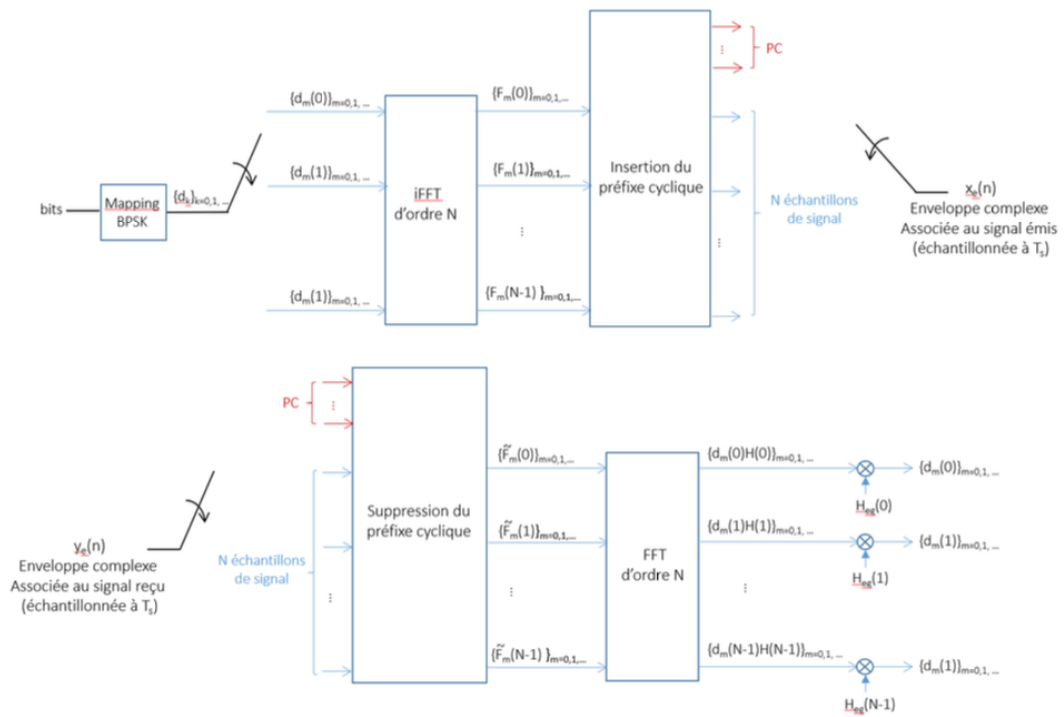 bits
Mapping
BPSK
{dk}k=0,1, ...
{dm(0)}m=0,1, ...
{dm(1)}m=0,1, ...
{dm(1)}m=0,1, ...
iFFT
d'ordre N
{Fm(0)}m=0,1,...
{Fm(1)}m=0,1,...
⋮
{Fm(N-1) }m=0,1,...
Insertion du
préfixe cyclique
⋮
PC
⋮
N échantillons
de signal
xe(n)
Enveloppe complexe
Associée au signal émis
(échantillonnée à Ts)
ye(n)
Enveloppe complexe
Associée au signal reçu
(échantillonnée à Ts)
PC
⋮
N échantillons
de signal
⋮
Suppression du
préfixe cyclique
{F̃m(0)}m=0,1,...
{F̃m(1)}m=0,1,...
⋮
{F̃m(N-1) }m=0,1,...
FFT
d'ordre N
{dm(0)H(0)}m=0,1, ...
{dm(1)H(1)}m=0,1, ...
⋮
{dm(N-1)H(N-1)}m=0,1, ...
Heg(0)
Heg(1)
Heg(N-1)
{dm(0)}m=0,1, ...
{dm(1)}m=0,1, ...
{dm(1)}m=0,1, ...